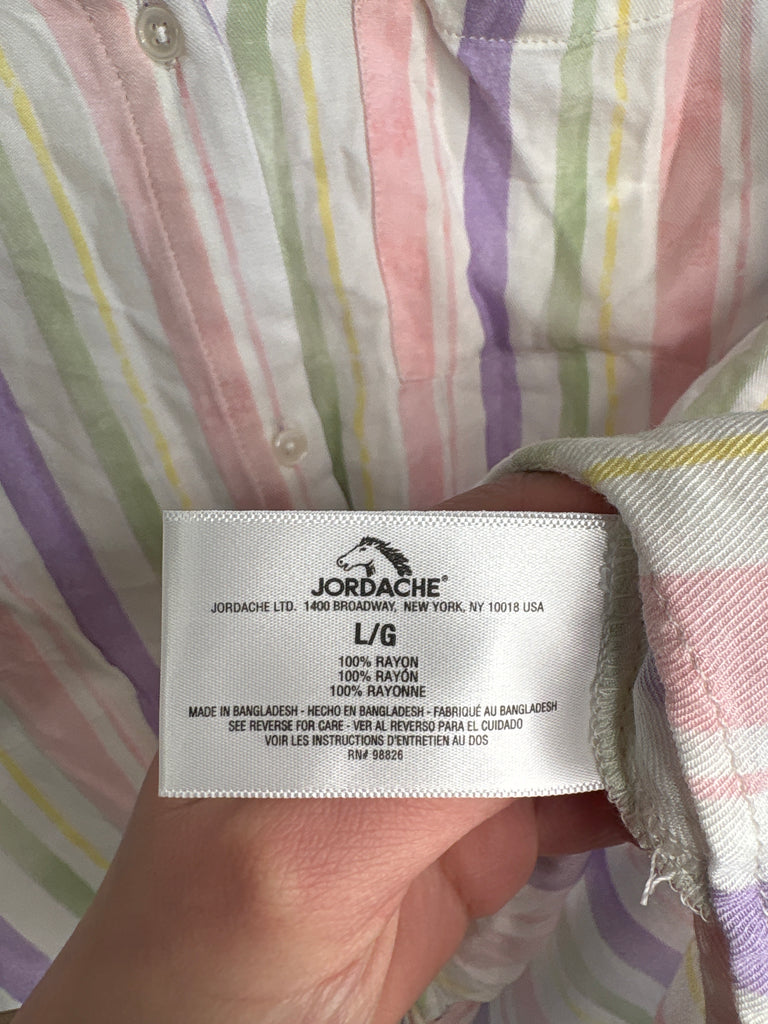 JORDACHE®
JORDACHE LTD. 1400 BROADWAY, NEW YORK, NY 10018 USA
L/G
100% RAYON
100% RAYÓN
100% RAYONNE
MADE IN BANGLADESH - HECHO EN BANGLADESH - FABRIQUÉ AU BANGLADESH
SEE REVERSE FOR CARE - VER AL REVERSO PARA EL CUIDADO
VOIR LES INSTRUCTIONS D'ENTRETIEN AU DOS
RN# 98826